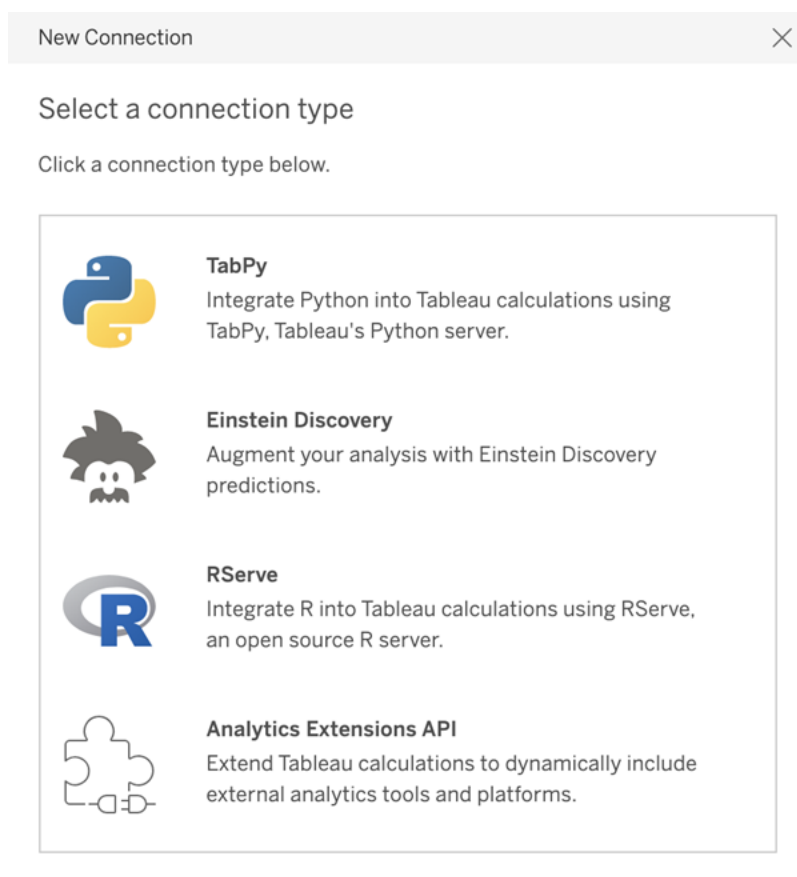 New Connection
Select a connection type
Click a connection type below.
TabPy
Integrate Python into Tableau calculations using
TabPy, Tableau's Python server.
Einstein Discovery
Augment your analysis with Einstein Discovery
predictions.
R
RServe
Integrate R into Tableau calculations using RServe,
an open source R server.
Analytics Extensions API
Extend Tableau calculations to dynamically include
external analytics tools and platforms.